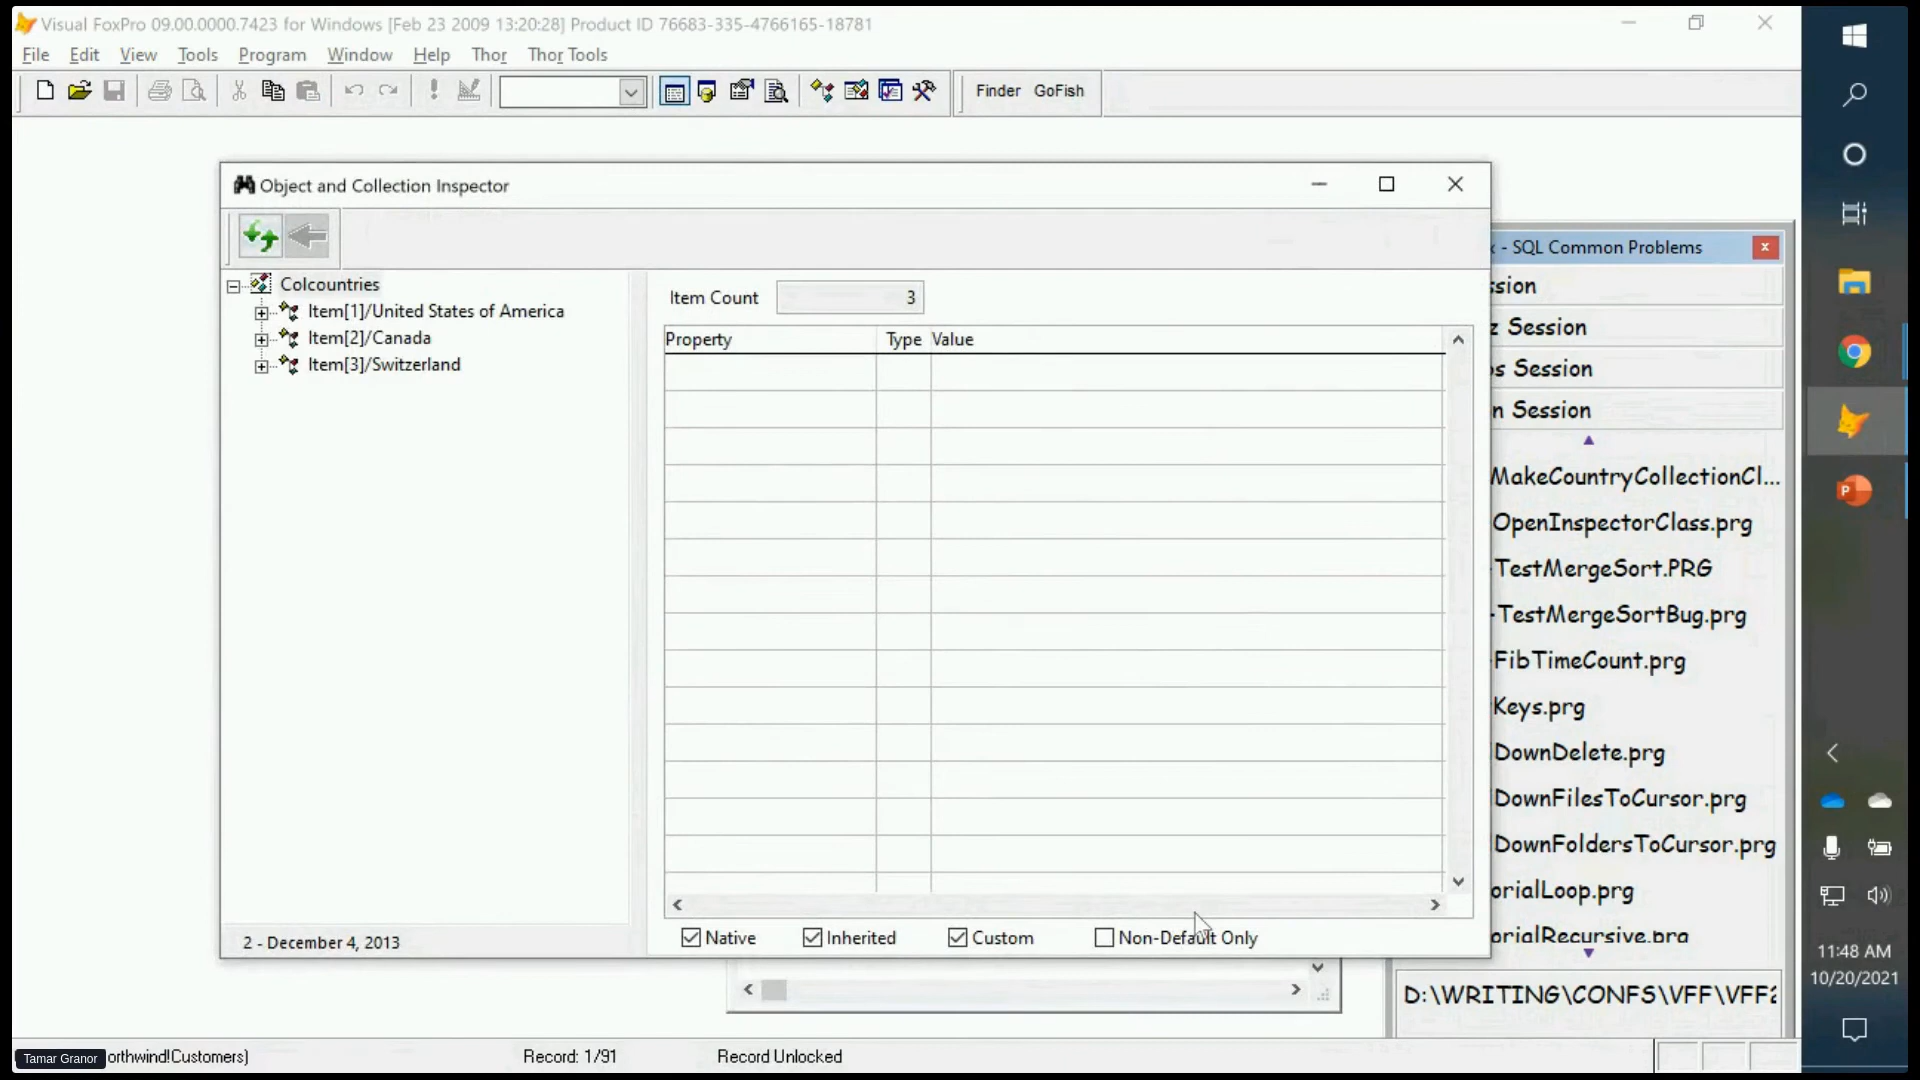 Visual FoxPro 09.00.0000.7423 for Windows [Feb 23 2009 13:20:28] Product ID 76683-335-4766165-18781
File Edit View Tools Program Window Help Thor Thor Tools
Finder GoFish
Object and Collection Inspector
- SQL Common Problems
Colcountries
Item[1]/United States of America
Item[2]/Canada
Item[3]/Switzerland
Item Count 3
Property Type Value
ssion
z Session
os Session
n Session
MakeCountryCollectionCl...
OpenInspectorClass.prg
-TestMergeSort.PRG
-TestMergeSortBug.prg
-FibTimeCount.prg
Keys.prg
DownDelete.prg
DownFilesToCursor.prg
DownFoldersToCursor.prg
orialLoop.prg
orialRecursive.prg
Native Inherited Custom Non-Default Only
2 - December 4, 2013
D:\WRITING\CONFS\VFF\VFF2
11:48 AM
10/20/2021
Tamar Granor
orthwind!Customers)
Record: 1/91
Record Unlocked